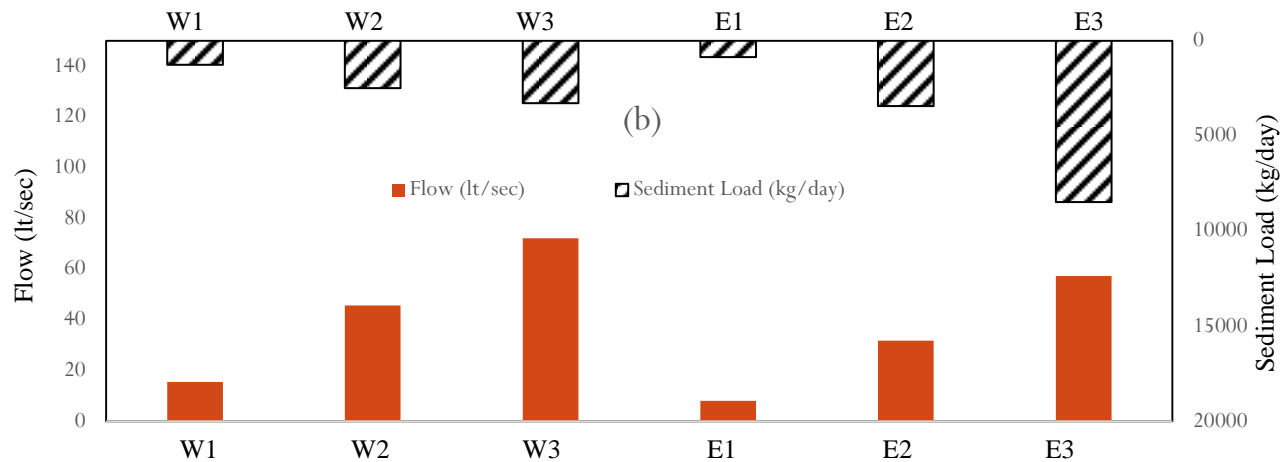 W1 W2 W3 E1 E2 E3
140
120
100
80
60
40
20
0
Flow (lt/sec)
(b)
Flow (lt/sec) Sediment Load (kg/day)
0
5000
10000
15000
20000
Sediment Load (kg/day)
W1 W2 W3 E1 E2 E3